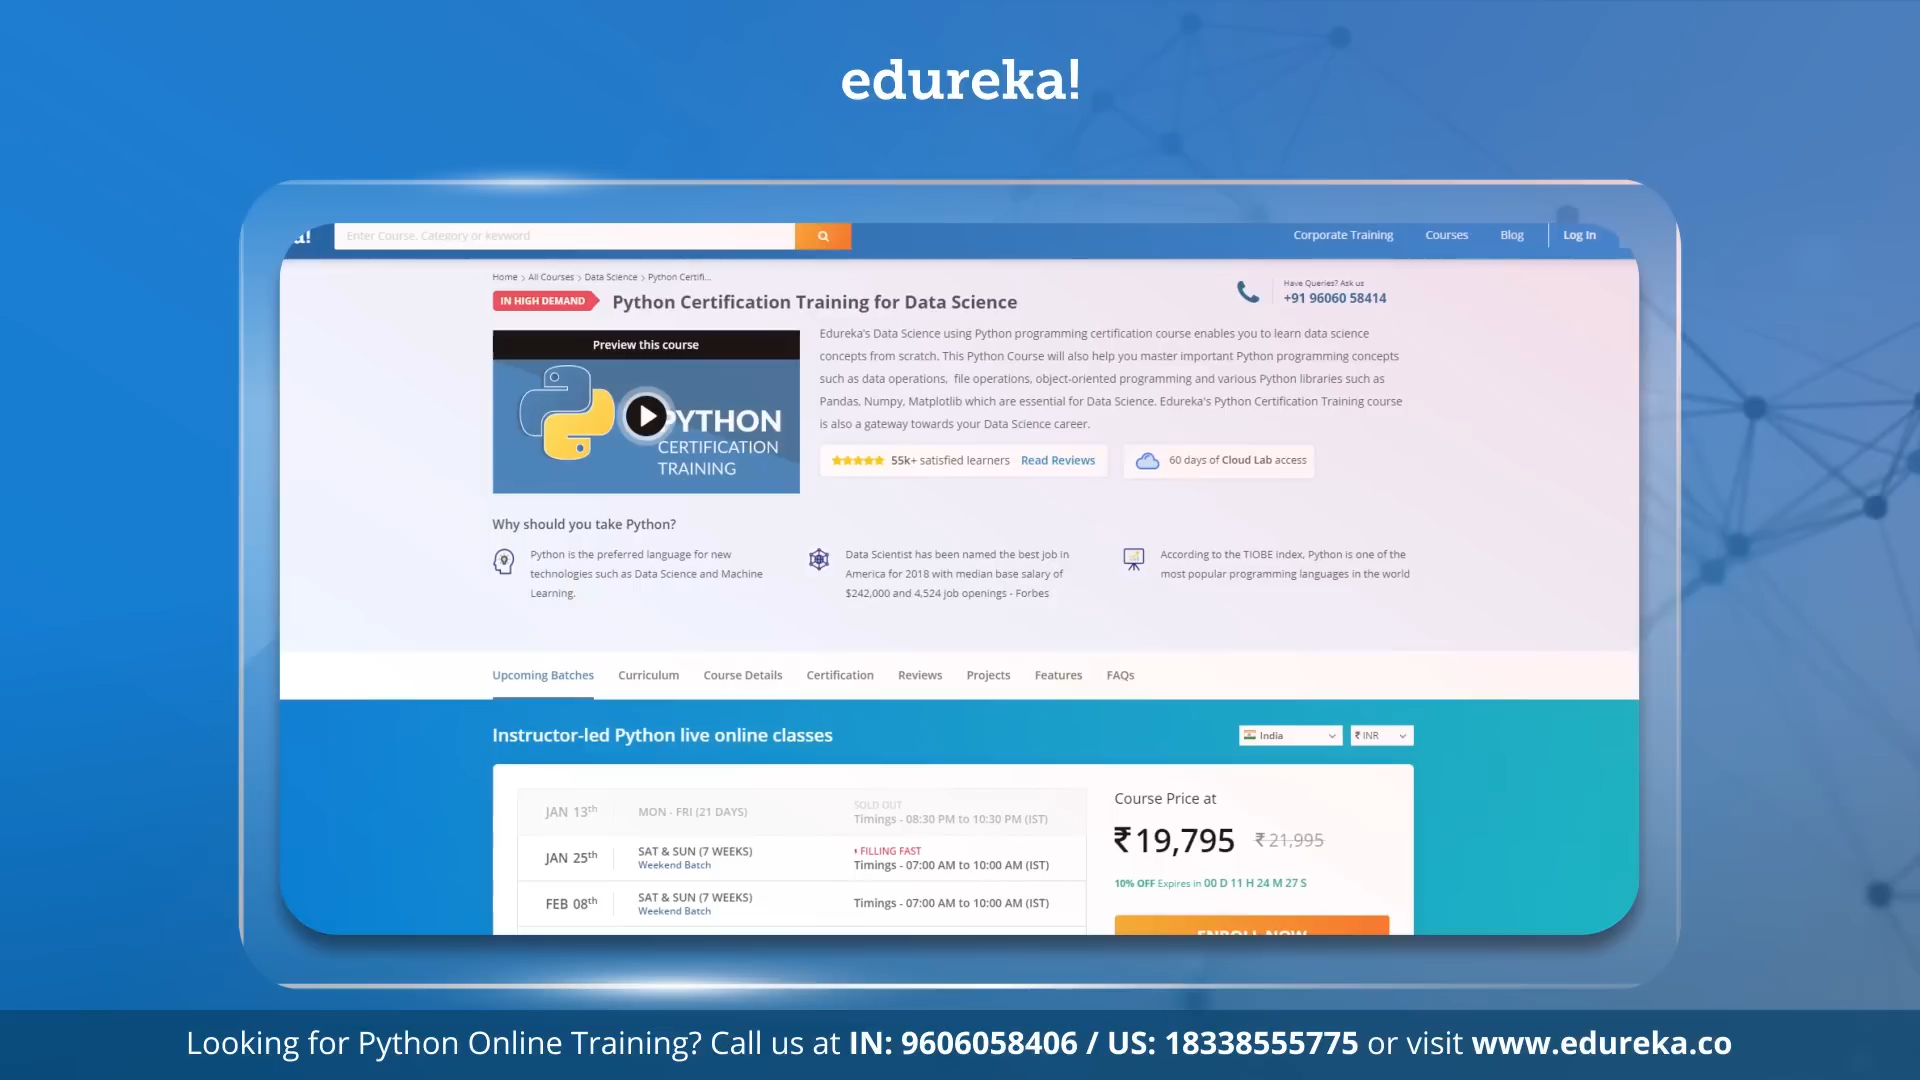 edureka!
a!
Enter Course, Category or keyword
Corporate Training
Courses
Blog
Log In
Home > All Courses > Data Science > Python Certifi...
IN HIGH DEMAND
Python Certification Training for Data Science
Have Queries? Ask us
+91 96060 58414
Preview this course
PYTHON
CERTIFICATION
TRAINING
Edureka's Data Science using Python programming certification course enables you to learn data science
concepts from scratch. This Python Course will also help you master important Python programming concepts
such as data operations, file operations, object-oriented programming and various Python libraries such as
Pandas, Numpy, Matplotlib which are essential for Data Science. Edureka's Python Certification Training course
is also a gateway towards your Data Science career.
55k+ satisfied learners Read Reviews
60 days of Cloud Lab access
Why should you take Python?
Python is the preferred language for new
technologies such as Data Science and Machine
Learning.
Data Scientist has been named the best job in
America for 2018 with median base salary of
$242,000 and 4,524 job openings - Forbes
According to the TIOBE index, Python is one of the
most popular programming languages in the world
Upcoming Batches
Curriculum
Course Details
Certification
Reviews
Projects
Features
FAQs
Instructor-led Python live online classes
India
₹ INR
JAN 13th
MON - FRI (21 DAYS)
SOLD OUT
Timings - 08:30 PM to 10:30 PM (IST)
JAN 25th
SAT & SUN (7 WEEKS)
Weekend Batch
FILLING FAST
Timings - 07:00 AM to 10:00 AM (IST)
FEB 08th
SAT & SUN (7 WEEKS)
Weekend Batch
Timings - 07:00 AM to 10:00 AM (IST)
Course Price at
₹19,795 ₹21,995
10% OFF Expires in 00 D 11 H 24 M 27 S
ENROLL NOW
Looking for Python Online Training? Call us at IN: 9606058406 / US: 18338555775 or visit www.edureka.co